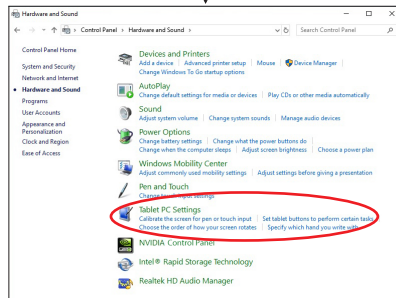 Hardware and Sound
Control Panel > Hardware and Sound >
Search Control Panel
Control Panel Home
System and Security
Network and Internet
Hardware and Sound
Programs
User Accounts
Appearance and
Personalization
Clock and Region
Ease of Access
Devices and Printers
Add a device | Advanced printer setup | Mouse | Device Manager |
Change Windows To Go startup options
AutoPlay
Change default settings for media or devices | Play CDs or other media automatically
Sound
Adjust system volume | Change system sounds | Manage audio devices
Power Options
Change battery settings | Change what the power buttons do |
Change when the computer sleeps | Adjust screen brightness | Choose a power plan
Windows Mobility Center
Adjust commonly used mobility settings | Adjust settings before giving a presentation
Pen and Touch
Change touch input settings
Tablet PC Settings
Calibrate the screen for pen or touch input | Set tablet buttons to perform certain tasks
Choose the order of how your screen rotates | Specify which hand you write with
NVIDIA Control Panel
Intel® Rapid Storage Technology
Realtek HD Audio Manager